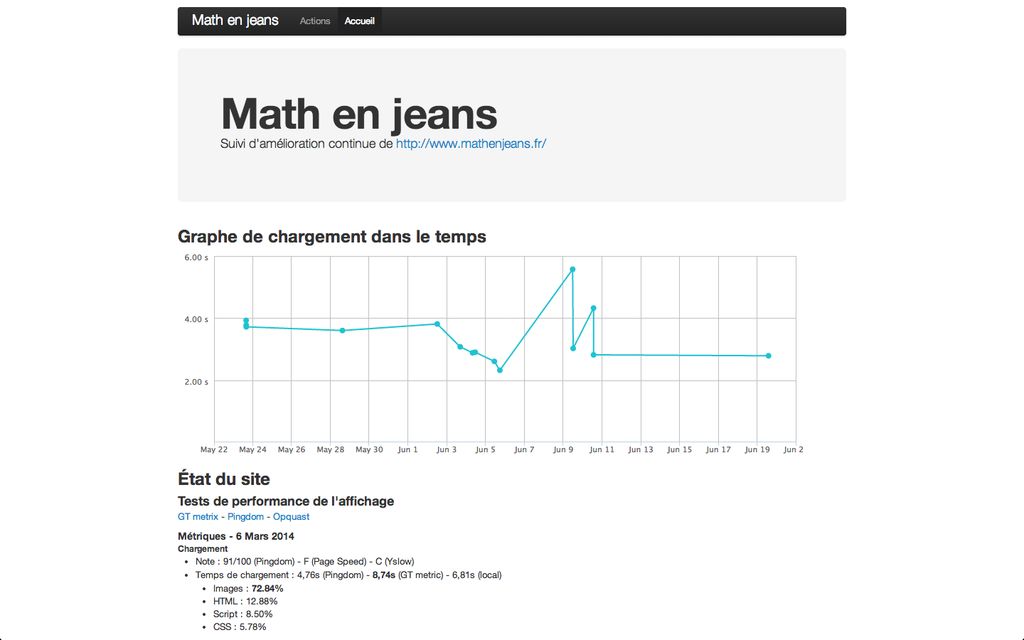 Math en jeans Actions Accueil
Math en jeans
Suivi d'amélioration continue de http://www.mathenjeans.fr/
Graphe de chargement dans le temps
6.00 s
4.00 s
2.00 s
May 22 May 24 May 26 May 28 May 30 Jun 1 Jun 3 Jun 5 Jun 7 Jun 9 Jun 11 Jun 13 Jun 15 Jun 17 Jun 19 Jun 2
État du site
Tests de performance de l'affichage
GT metrix - Pingdom - Opquast
Métriques - 6 Mars 2014
Chargement
• Note : 91/100 (Pingdom) - F (Page Speed) - C (Yslow)
• Temps de chargement : 4,76s (Pingdom) - 8,74s (GT metric) - 6,81s (local)
• Images : 72.84%
• HTML : 12.88%
• Script : 8.50%
• CSS : 5.78%